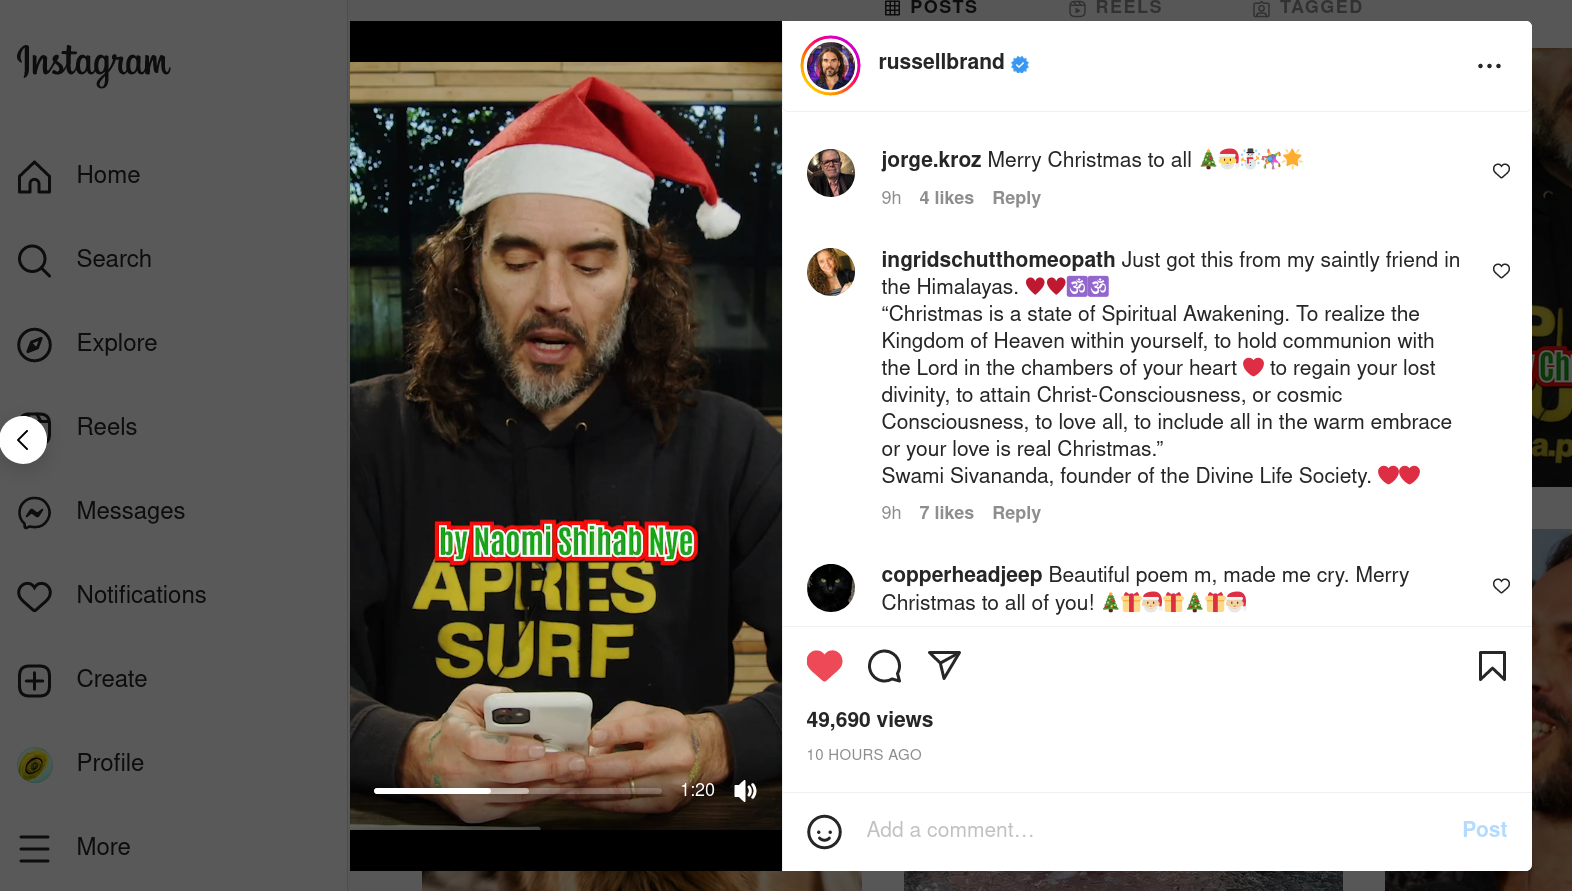 POSTS
REELS
TAGGED
Instagram
Home
Search
Explore
Reels
Messages
Notifications
Create
Profile
More
by Naomi Shihab Nye
APRES
SURF
1:20
russellbrand
jorge.kroz Merry Christmas to all 🎄🎅☃️🪅🌟
9h 4 likes Reply
ingridschutthomeopath Just got this from my saintly friend in
the Himalayas. ♥️♥️🕉️🕉️
“Christmas is a state of Spiritual Awakening. To realize the
Kingdom of Heaven within yourself, to hold communion with
the Lord in the chambers of your heart ❤️ to regain your lost
divinity, to attain Christ-Consciousness, or cosmic
Consciousness, to love all, to include all in the warm embrace
or your love is real Christmas.”
Swami Sivananda, founder of the Divine Life Society. ❤️❤️
9h 7 likes Reply
copperheadjeep Beautiful poem m, made me cry. Merry
Christmas to all of you! 🎄🎁🎅🎁🎄🎁🎅
49,690 views
10 HOURS AGO
Add a comment…
Post